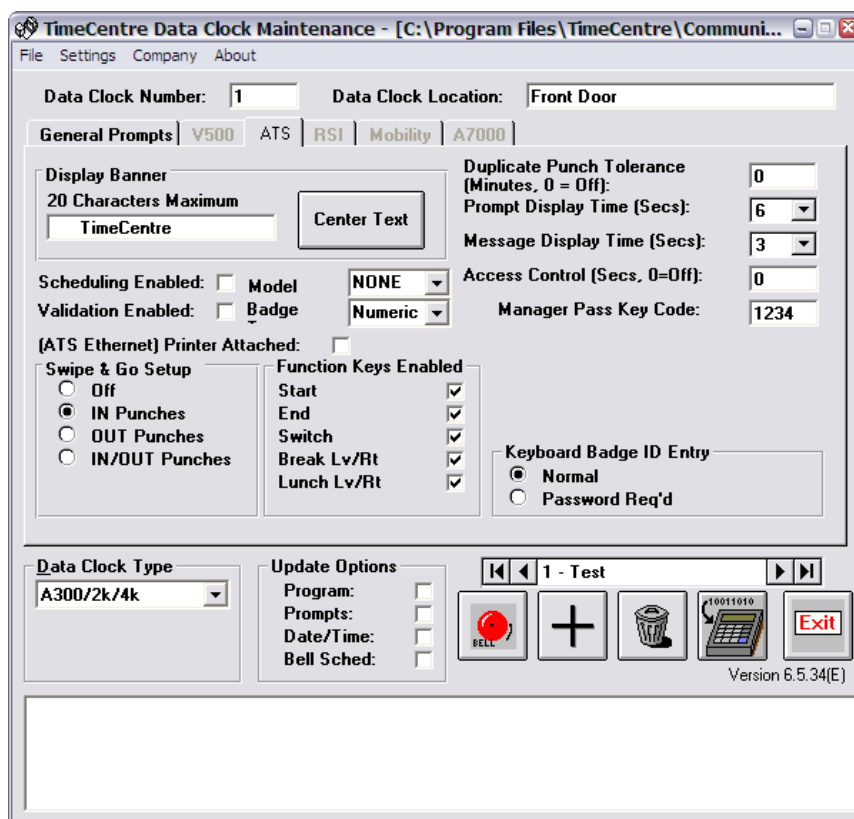 TimeCentre Data Clock Maintenance - [C:\Program Files\TimeCentre\Communi...
File Settings Company About
Data Clock Number: 1 Data Clock Location: Front Door
General Prompts V500 ATS RSI Mobility A7000
Display Banner
20 Characters Maximum
TimeCentre
Center Text
Duplicate Punch Tolerance
(Minutes, 0 = Off): 0
Prompt Display Time (Secs): 6
Message Display Time (Secs): 3
Access Control (Secs, 0=Off): 0
Manager Pass Key Code: 1234
Scheduling Enabled: Model NONE
Validation Enabled: Badge Numeric
(ATS Ethernet) Printer Attached:
Swipe & Go Setup
Off
IN Punches
OUT Punches
IN/OUT Punches
Function Keys Enabled
Start
End
Switch
Break Lv/Rt
Lunch Lv/Rt
Keyboard Badge ID Entry
Normal
Password Req'd
Data Clock Type
A300/2k/4k
Update Options
Program:
Prompts:
Date/Time:
Bell Sched:
1 - Test
BELL
10011010
Exit
Version 6.5.34(E)